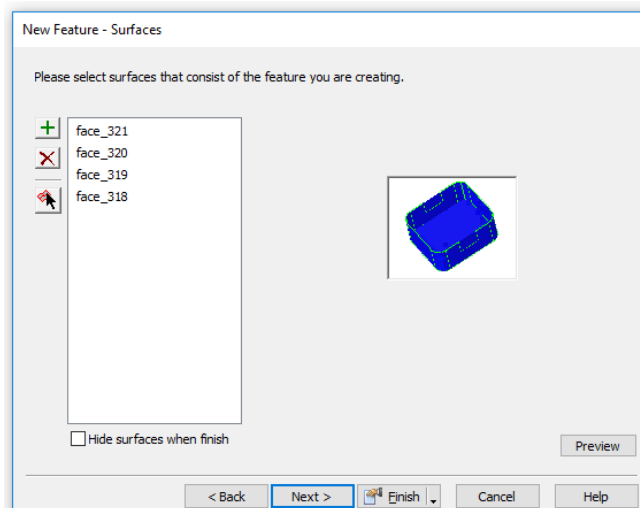 New Feature - Surfaces
Please select surfaces that consist of the feature you are creating.
face_321
face_320
face_319
face_318
Hide surfaces when finish
Preview
< Back
Next >
Finish
Cancel
Help